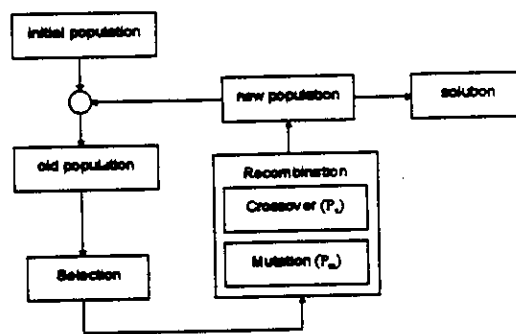 initial population
new population
solution
old population
Recombination
Crossover (Pc)
Selection
Mutation (Pm)